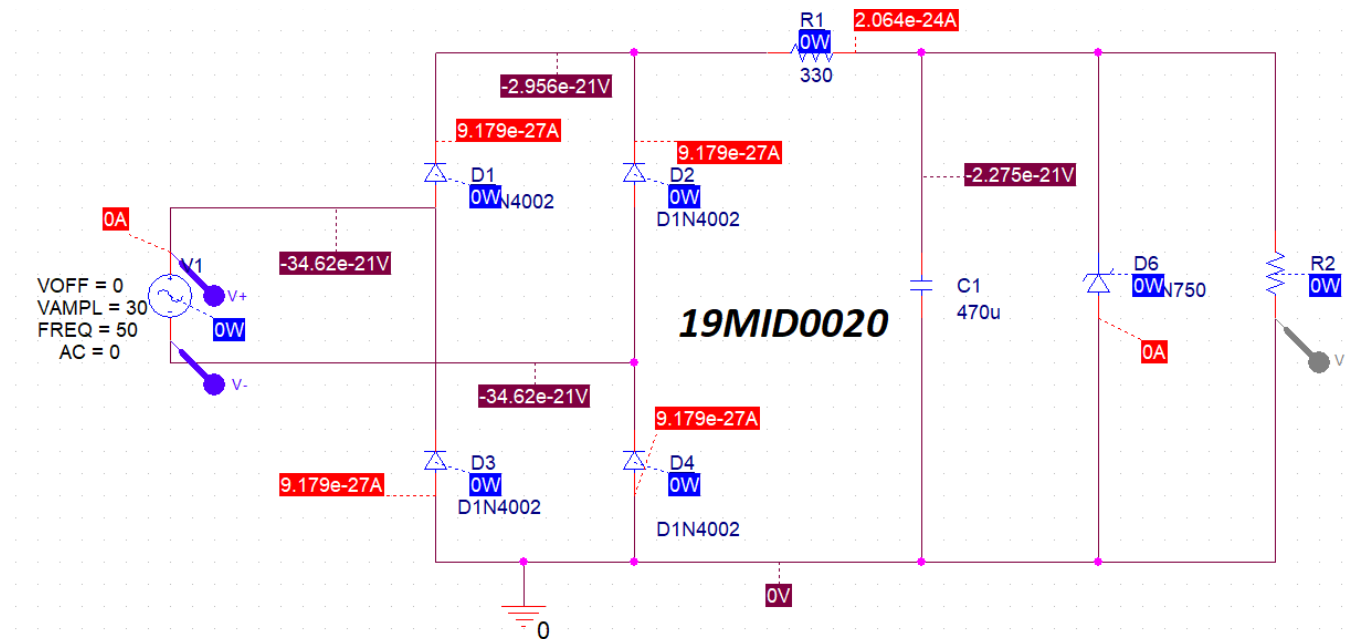 R1
2.064e-24A
0W
330
-2.956e-21V
9.179e-27A
9.179e-27A
D1
0W
N4002
D2
0W
D1N4002
-2.275e-21V
0A
-34.62e-21V
V1
VOFF = 0
VAMPL = 30
FREQ = 50
AC = 0
V+
0W
V-
19MID0020
C1
470u
D6
0W
N750
R2
0W
0A
V
-34.62e-21V
9.179e-27A
D3
0W
D1N4002
9.179e-27A
D4
0W
D1N4002
0V
0